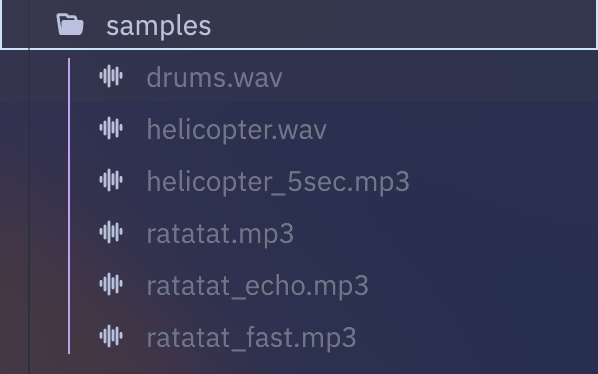 samples
drums.wav
helicopter.wav
helicopter_5sec.mp3
ratatat.mp3
ratatat_echo.mp3
ratatat_fast.mp3